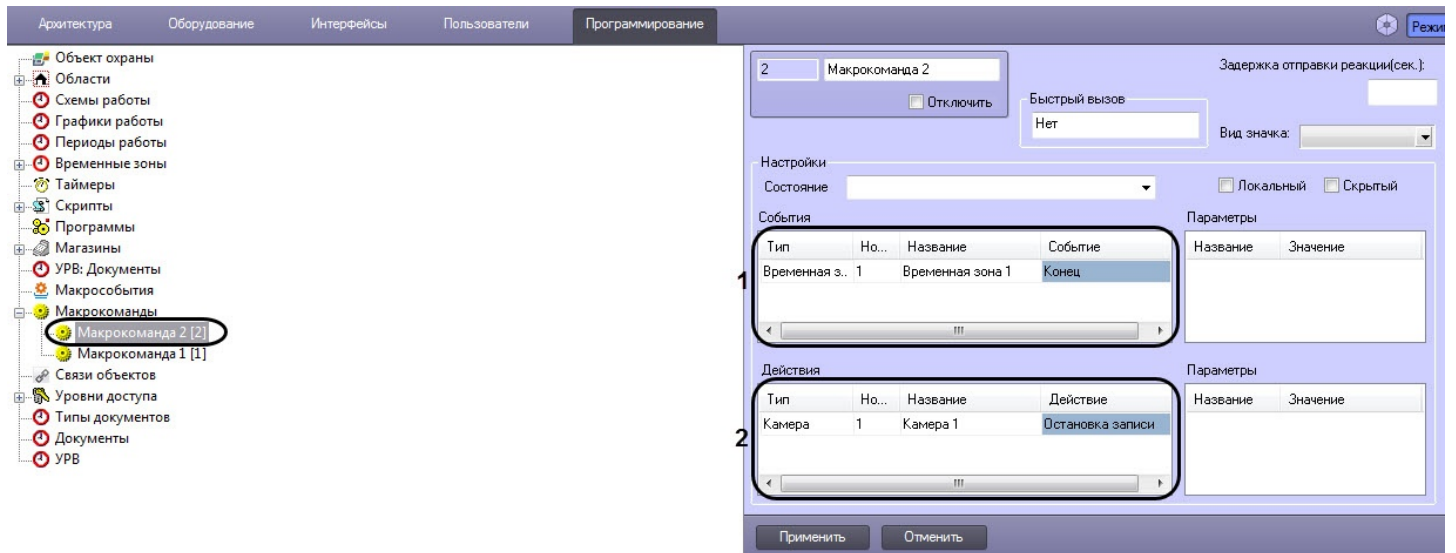 Архитектура Оборудование Интерфейсы Пользователи Программирование
Режи
Объект охраны
Области
Схемы работы
Графики работы
Периоды работы
Временные зоны
Таймеры
Скрипты
Программы
Магазины
УРВ: Документы
Макрособытия
Макрокоманды
Макрокоманда 2 [2]
Макрокоманда 1 [1]
Связи объектов
Уровни доступа
Типы документов
Документы
УРВ
2 Макрокоманда 2
Отключить
Быстрый вызов
Нет
Задержка отправки реакции(сек.):
Вид значка:
Настройки
Состояние
Локальный Скрытый
События
Тип Но... Название Событие
1
Временная з.. 1 Временная зона 1 Конец
Параметры
Название Значение
Действия
Тип Но... Название Действие
2
Камера 1 Камера 1 Остановка записи
Параметры
Название Значение
Применить Отменить